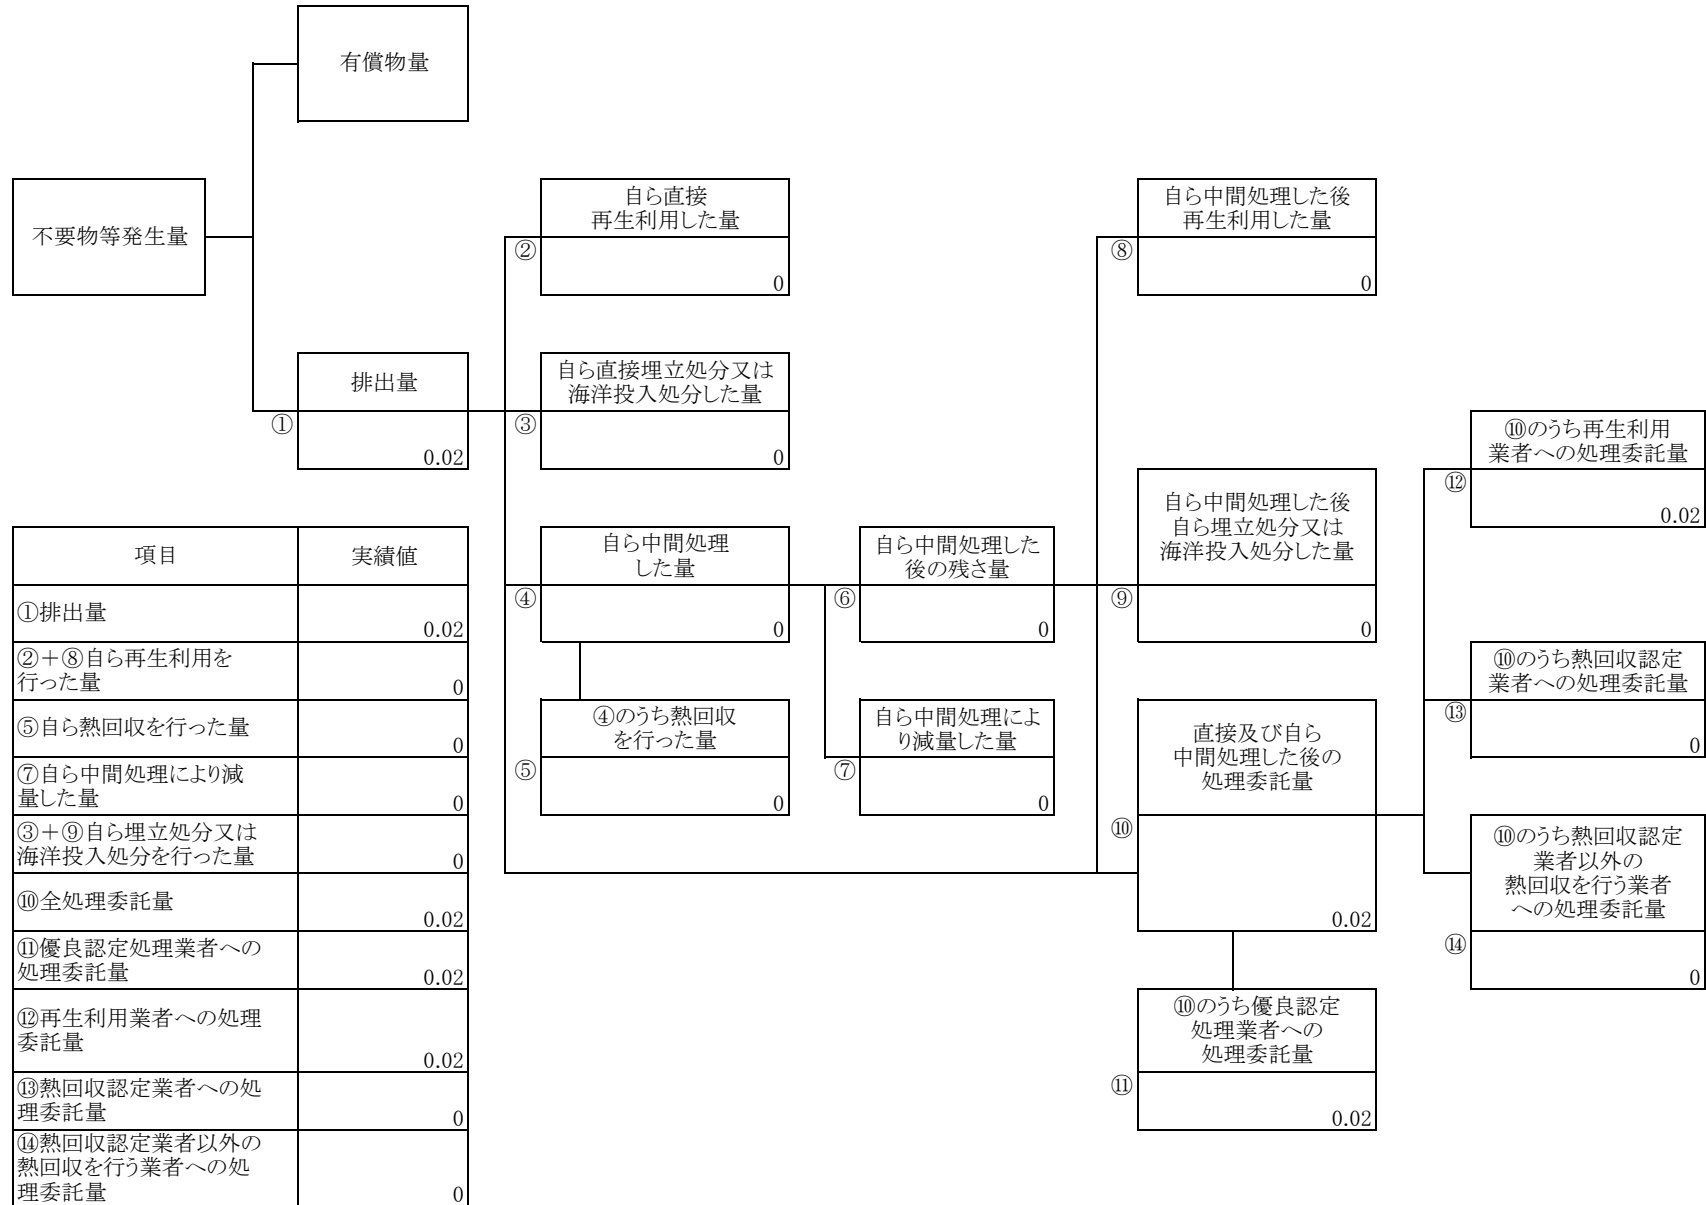 有償物量
不要物等発生量
自ら直接
再生利用した量
②
0
自ら中間処理した後
再生利用した量
⑧
0
排出量
①
0.02
自ら直接埋立処分又は
海洋投入処分した量
③
0
⑩のうち再生利用
業者への処理委託量
⑫
0.02
自ら中間処理
した量
④
0
自ら中間処理した
後の残さ量
⑥
0
自ら中間処理した後
自ら埋立処分又は
海洋投入処分した量
⑨
0
⑩のうち熱回収認定
業者への処理委託量
⑬
0
④のうち熱回収
を行った量
⑤
0
自ら中間処理によ
り減量した量
⑦
0
直接及び自ら
中間処理した後の
処理委託量
⑩
0.02
⑩のうち熱回収認定
業者以外の
熱回収を行う業者
への処理委託量
⑭
0
⑩のうち優良認定
処理業者への
処理委託量
⑪
0.02
項目 実績値
①排出量
0.02
②＋⑧自ら再生利用を
行った量
0
⑤自ら熱回収を行った量
0
⑦自ら中間処理により減
量した量
0
③＋⑨自ら埋立処分又は
海洋投入処分を行った量
0
⑩全処理委託量
0.02
⑪優良認定処理業者への
処理委託量
0.02
⑫再生利用業者への処理
委託量
0.02
⑬熱回収認定業者への処
理委託量
0
⑭熱回収認定業者以外の
熱回収を行う業者への処
理委託量
0